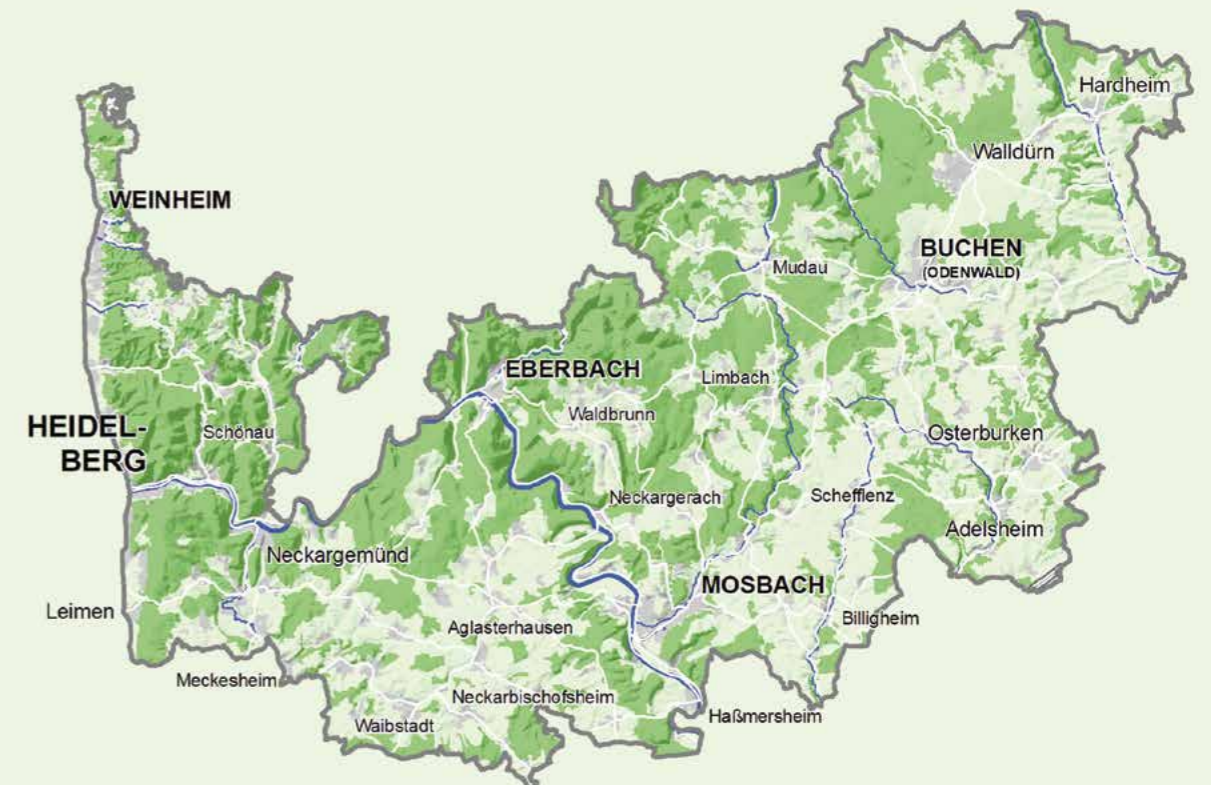 Hardheim
Walldürn
WEINHEIM
BUCHEN
(ODENWALD)
Mudau
EBERBACH
Limbach
Waldbrunn
HEIDEL-
BERG
Schönau
Osterburken
Neckargerach
Schefflenz
Adelsheim
Neckargemünd
MOSBACH
Leimen
Billigheim
Aglasterhausen
Meckesheim
Neckarbischofsheim
Haßmersheim
Waibstadt